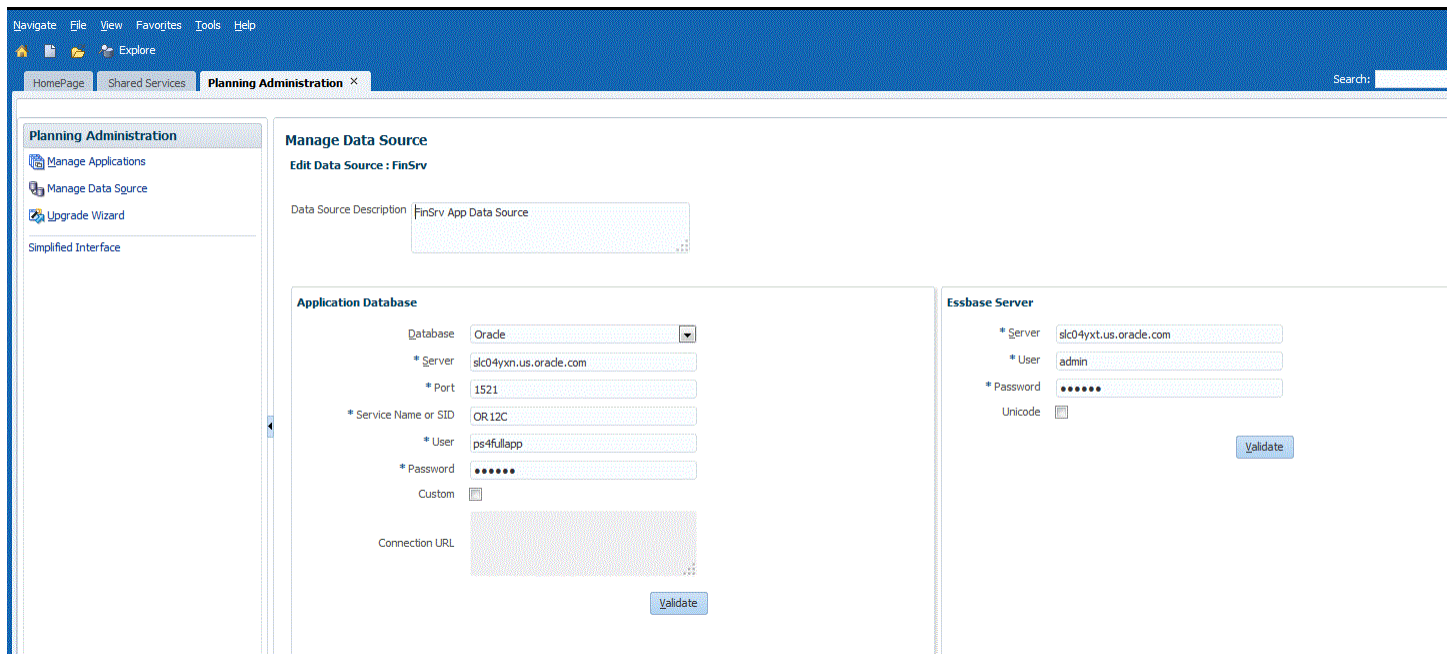 Navigate File View Favorites Tools Help
Explore
HomePage Shared Services Planning Administration × Search:
Planning Administration
Manage Applications
Manage Data Source
Upgrade Wizard
Simplified Interface
Manage Data Source
Edit Data Source : FinSrv
Data Source Description FinSrv App Data Source
Application Database
Database Oracle
* Server slc04yxn.us.oracle.com
* Port 1521
* Service Name or SID OR12C
* User ps4fullapp
* Password ●●●●●●
Custom
Connection URL
Validate
Essbase Server
* Server slc04yxt.us.oracle.com
* User admin
* Password ●●●●●●
Unicode
Validate